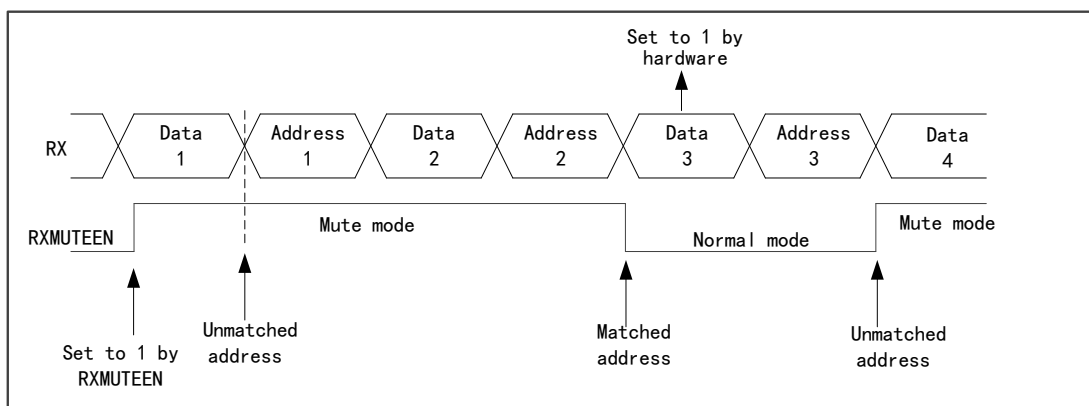 Set to 1 by
hardware
RX
Data
1
Address
1
Data
2
Address
2
Data
3
Address
3
Data
4
RXMUTEEN
Mute mode
Normal mode
Mute mode
Set to 1 by
RXMUTEEN
Unmatched
address
Matched
address
Unmatched
address